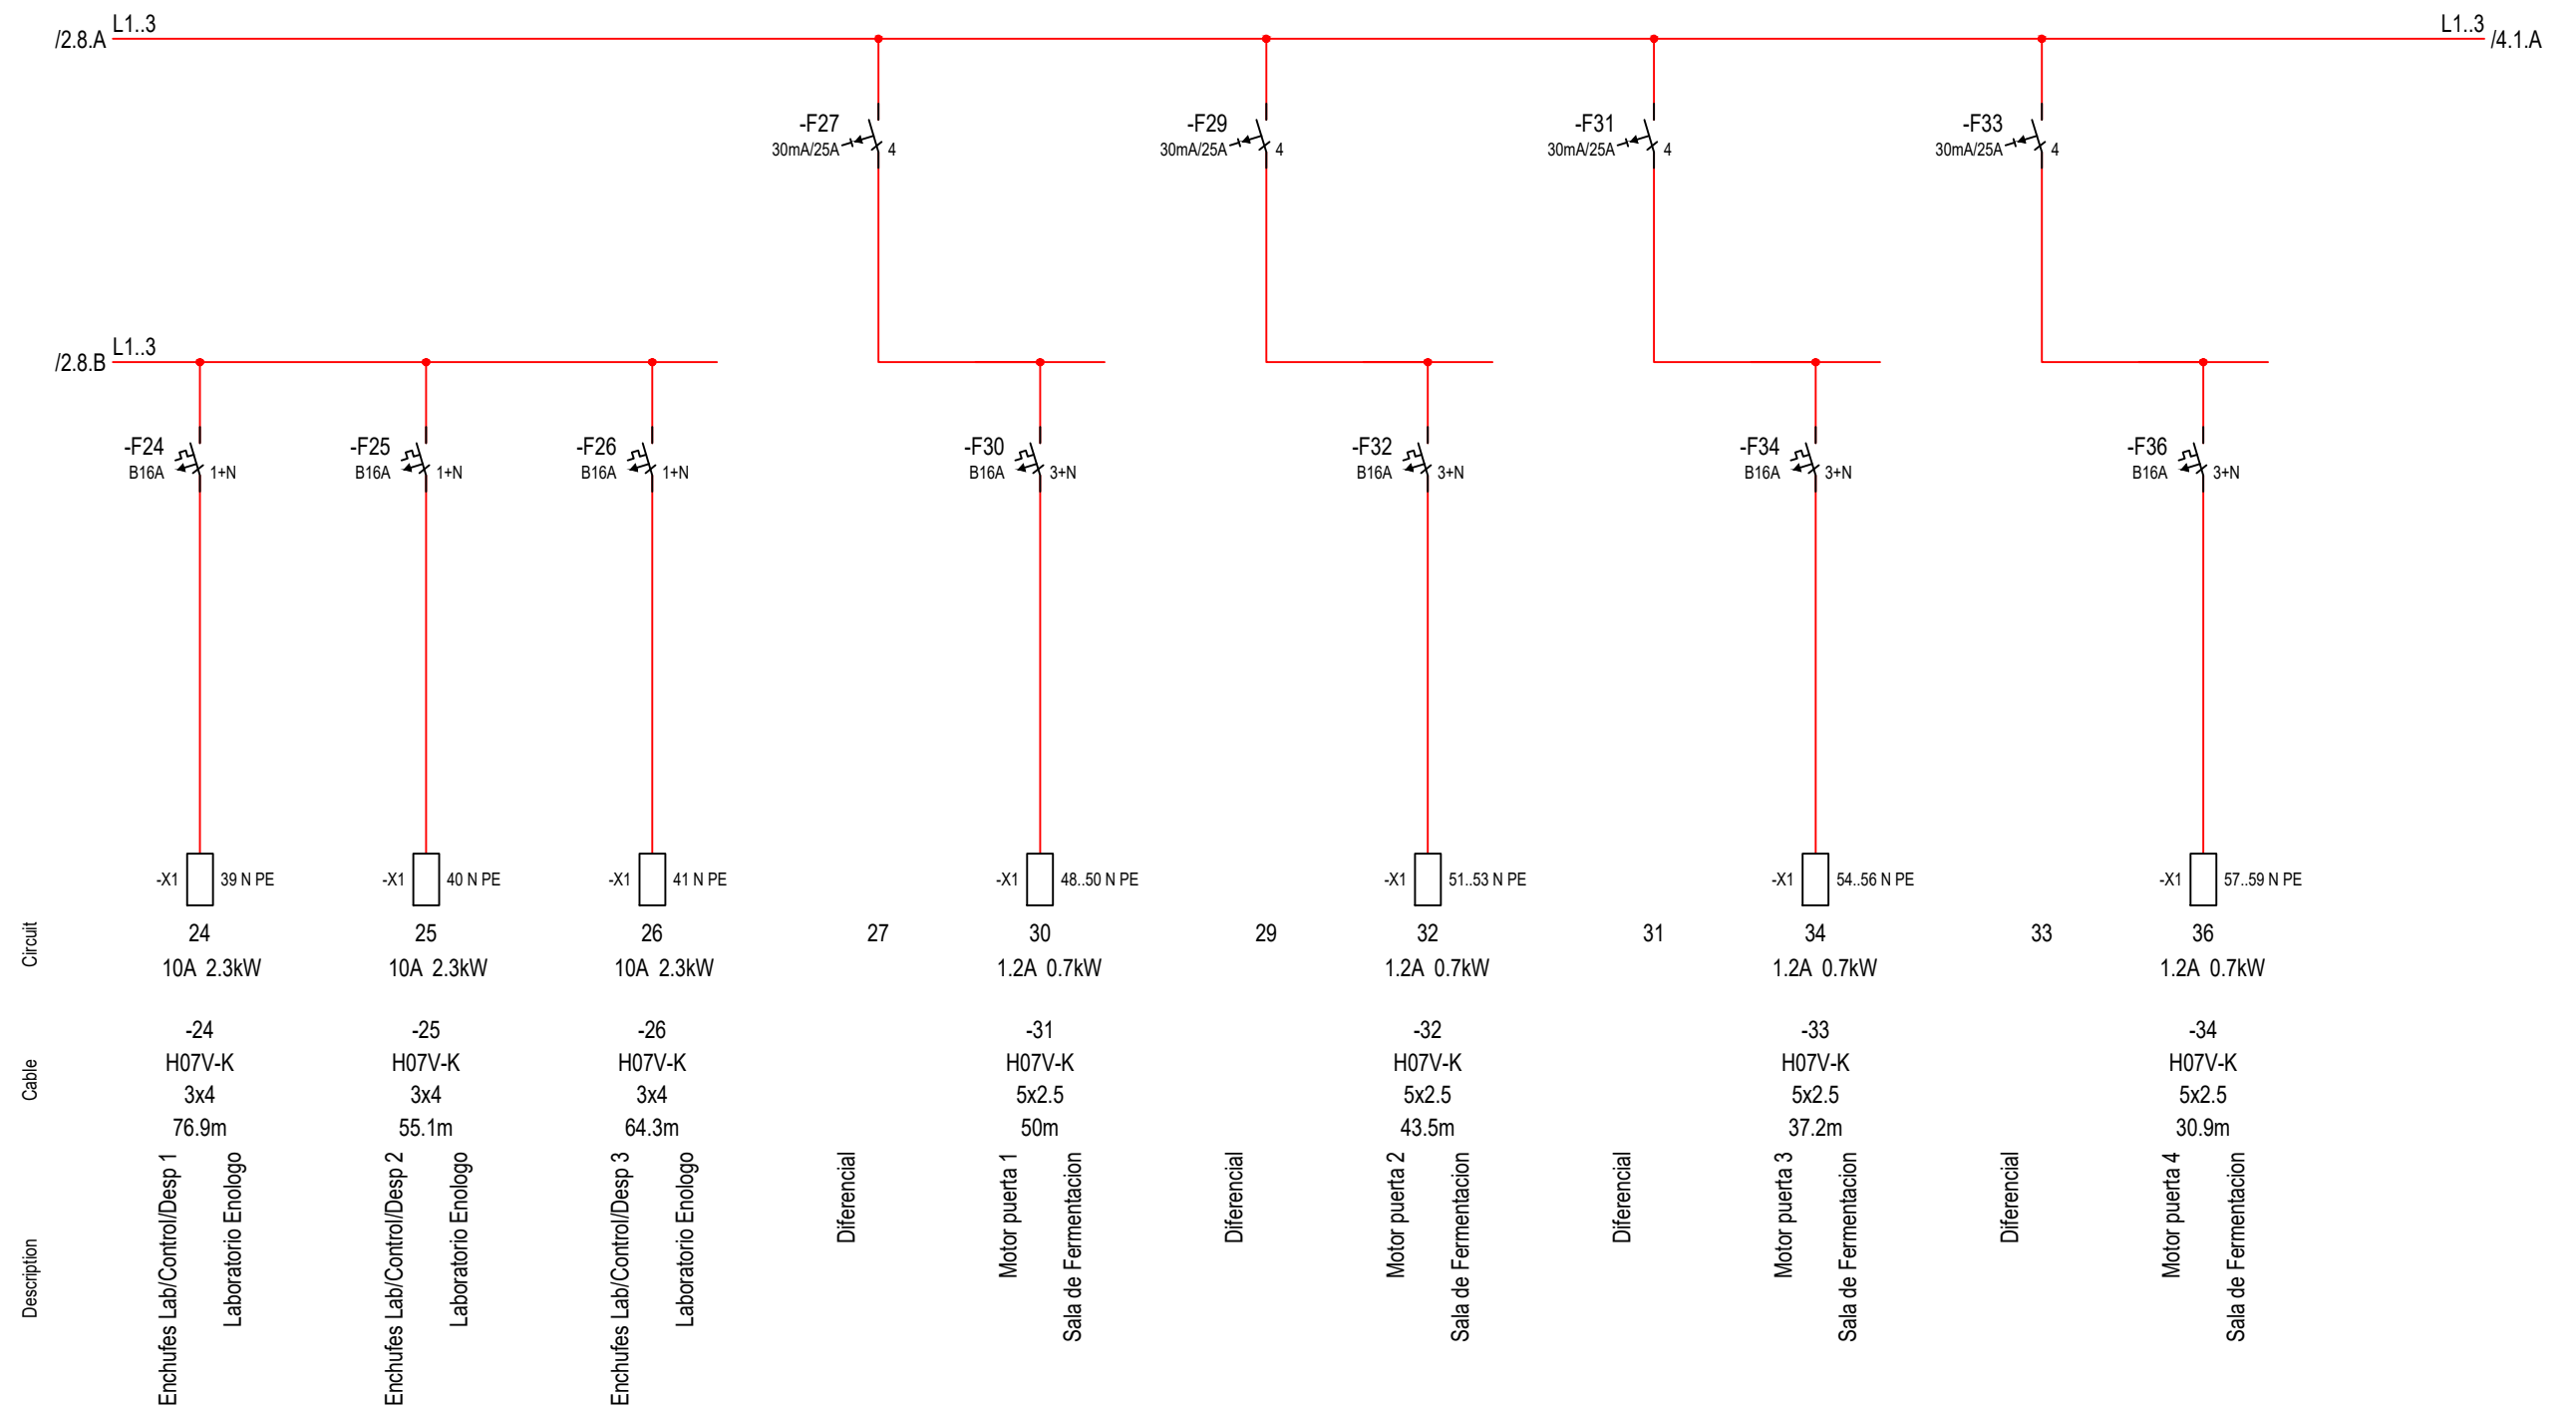 L1..3
/2.8.A
L1..3
/4.1.A
-F27
30mA/25A
4
-F29
30mA/25A
4
-F31
30mA/25A
4
-F33
30mA/25A
4
L1..3
/2.8.B
-F24
B16A
1+N
-F25
B16A
1+N
-F26
B16A
1+N
-F30
B16A
3+N
-F32
B16A
3+N
-F34
B16A
3+N
-F36
B16A
3+N
-X1 39 N PE
-X1 40 N PE
-X1 41 N PE
-X1 48..50 N PE
-X1 51..53 N PE
-X1 54..56 N PE
-X1 57..59 N PE
Circuit
24
25
26
27
30
29
32
31
34
33
36
10A 2.3kW
10A 2.3kW
10A 2.3kW
1.2A 0.7kW
1.2A 0.7kW
1.2A 0.7kW
1.2A 0.7kW
Cable
-24
-25
-26
-31
-32
-33
-34
H07V-K
H07V-K
H07V-K
H07V-K
H07V-K
H07V-K
H07V-K
3x4
3x4
3x4
5x2.5
5x2.5
5x2.5
5x2.5
76.9m
55.1m
64.3m
50m
43.5m
37.2m
30.9m
Description
Enchufes Lab/Control/Desp 1
Laboratorio Enologo
Enchufes Lab/Control/Desp 2
Laboratorio Enologo
Enchufes Lab/Control/Desp 3
Laboratorio Enologo
Diferencial
Motor puerta 1
Sala de Fermentacion
Diferencial
Motor puerta 2
Sala de Fermentacion
Diferencial
Motor puerta 3
Sala de Fermentacion
Diferencial
Motor puerta 4
Sala de Fermentacion